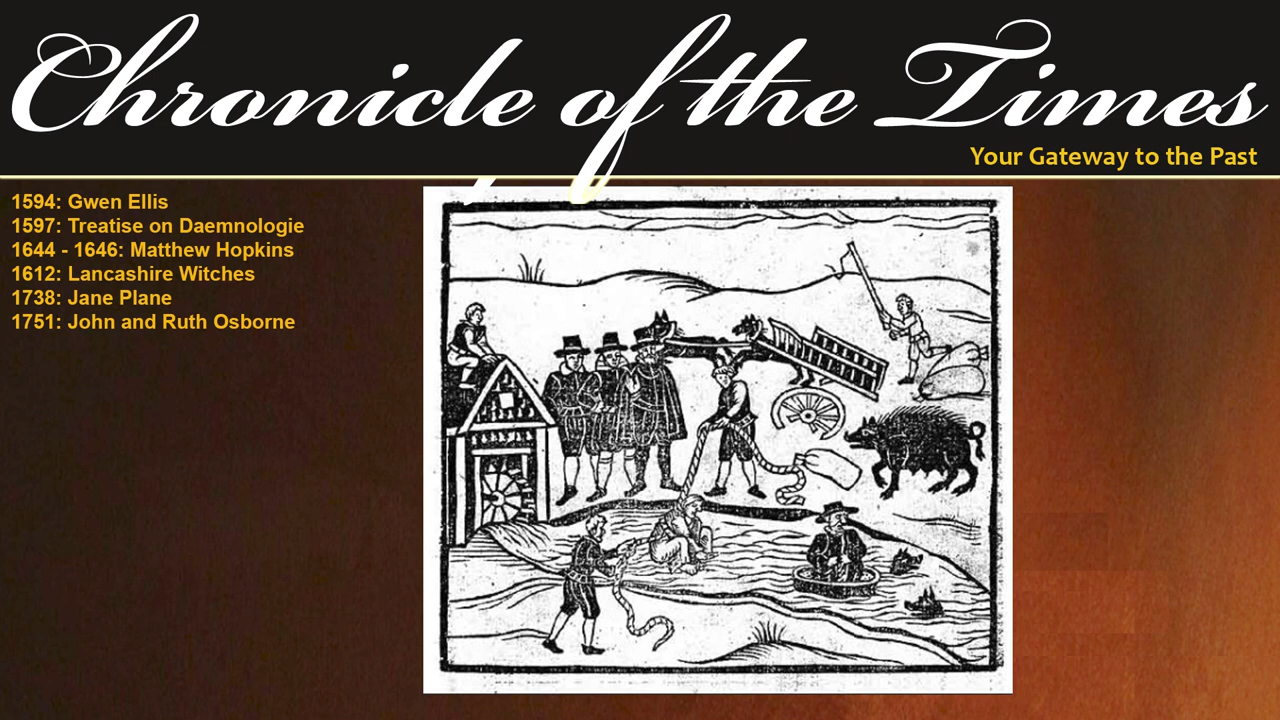 Chronicle of the Times
Your Gateway to the Past
1594: Gwen Ellis
1597: Treatise on Daemnologie
1644 - 1646: Matthew Hopkins
1612: Lancashire Witches
1738: Jane Plane
1751: John and Ruth Osborne